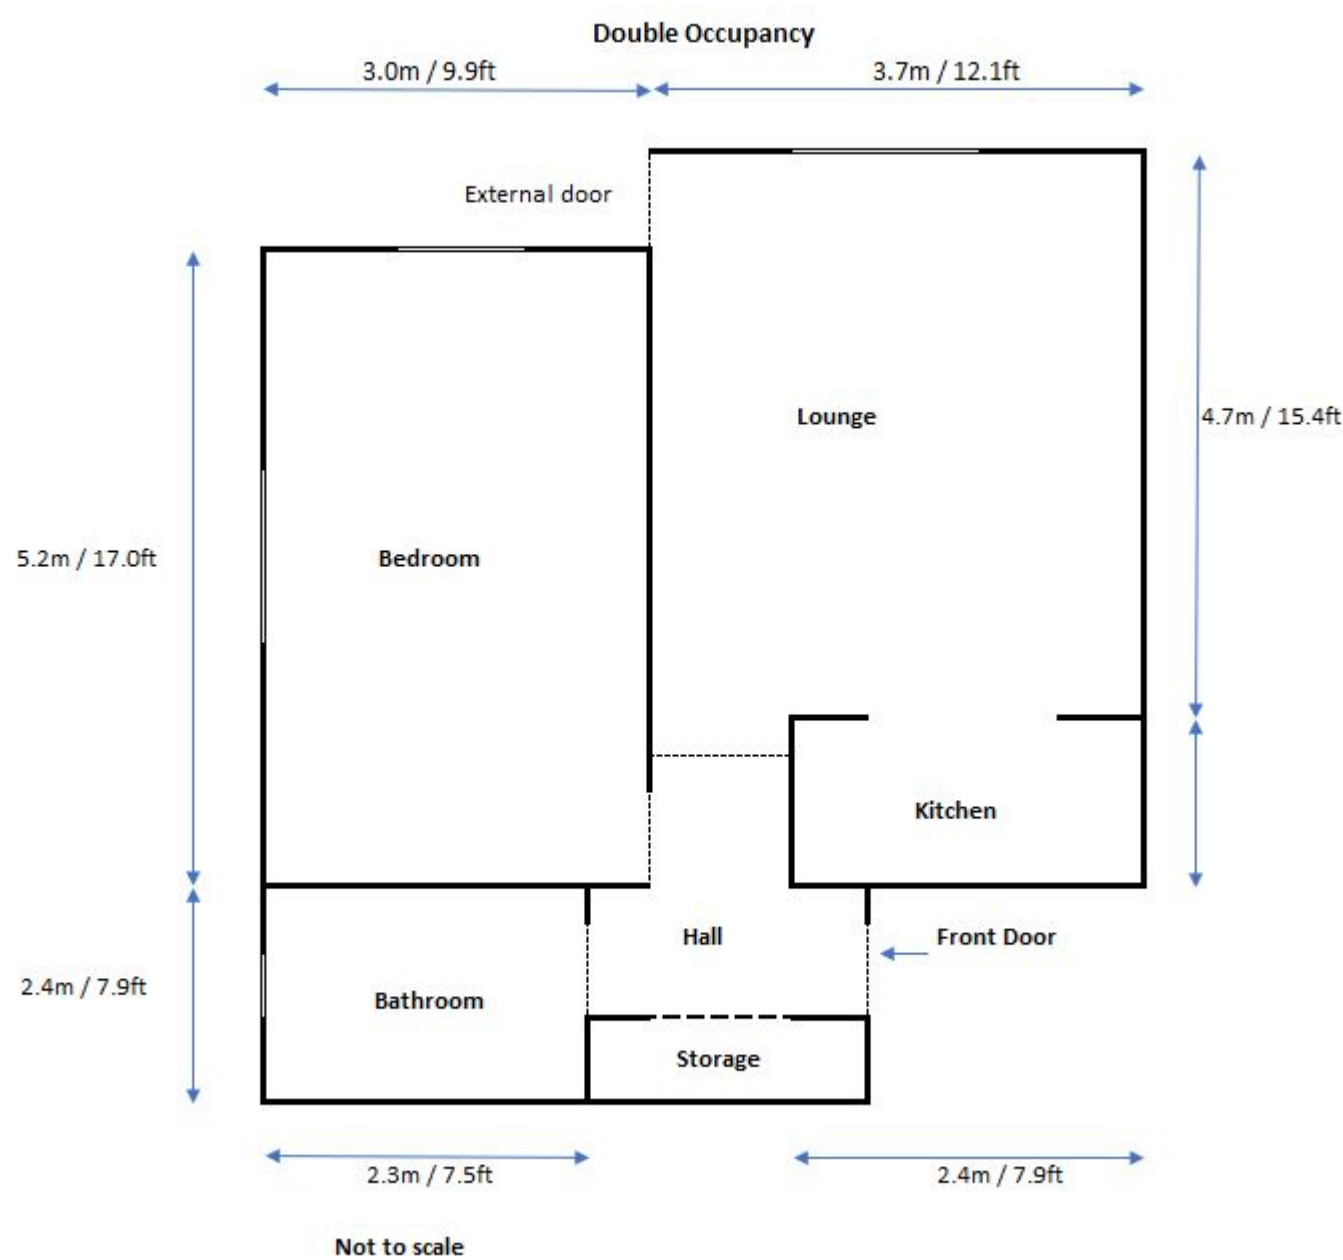 Double Occupancy
3.0m / 9.9ft
3.7m / 12.1ft
External door
Lounge
4.7m / 15.4ft
5.2m / 17.0ft
Bedroom
Kitchen
Hall
Front Door
2.4m / 7.9ft
Bathroom
Storage
2.3m / 7.5ft
2.4m / 7.9ft
Not to scale